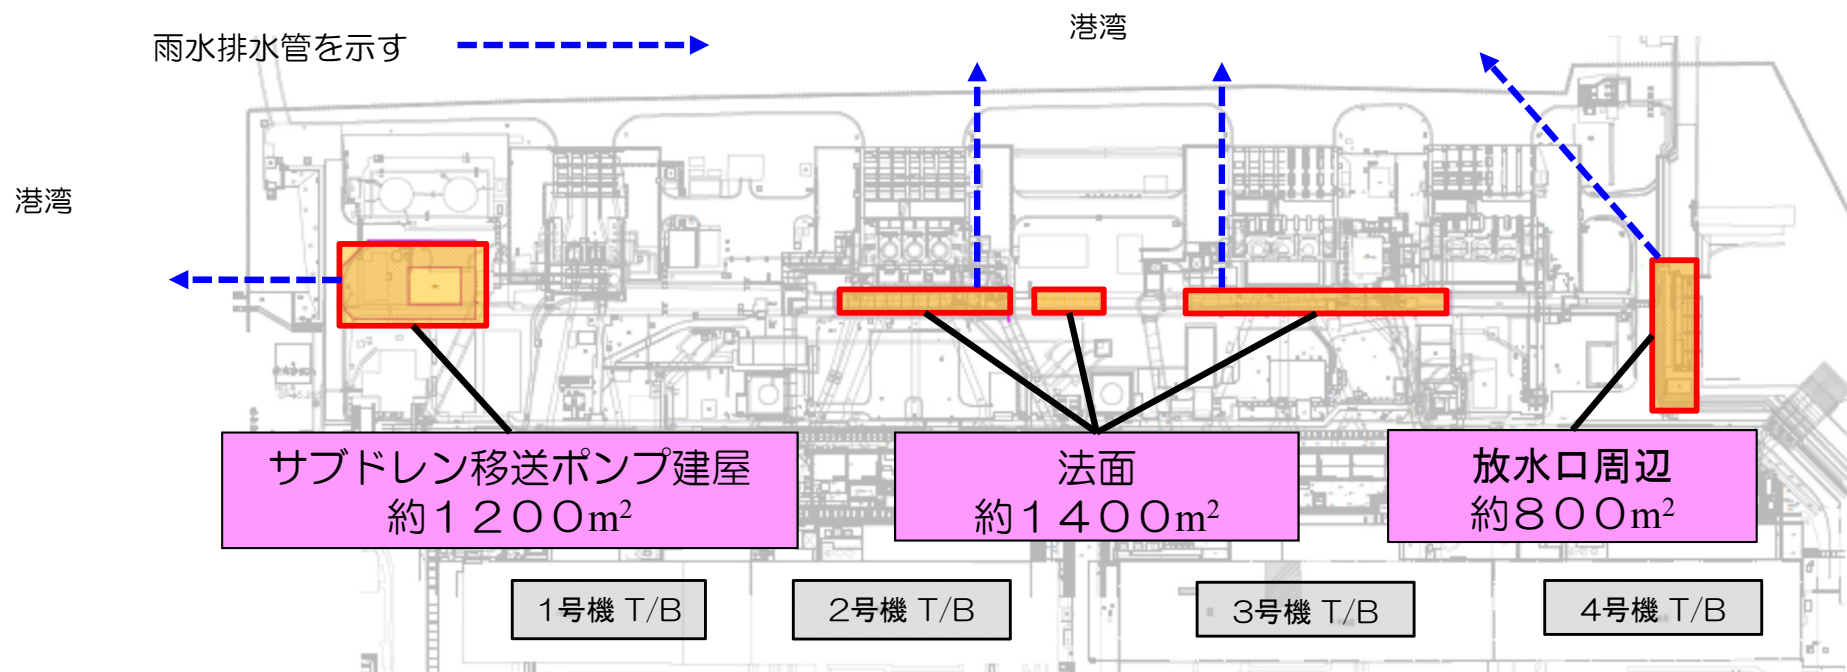 港湾
雨水排水管を示す
港湾
サブドレン移送ポンプ建屋
約１２００m²
法面
約１４００m²
放水口周辺
約８００m²
1号機 T/B
2号機 T/B
3号機 T/B
4号機 T/B